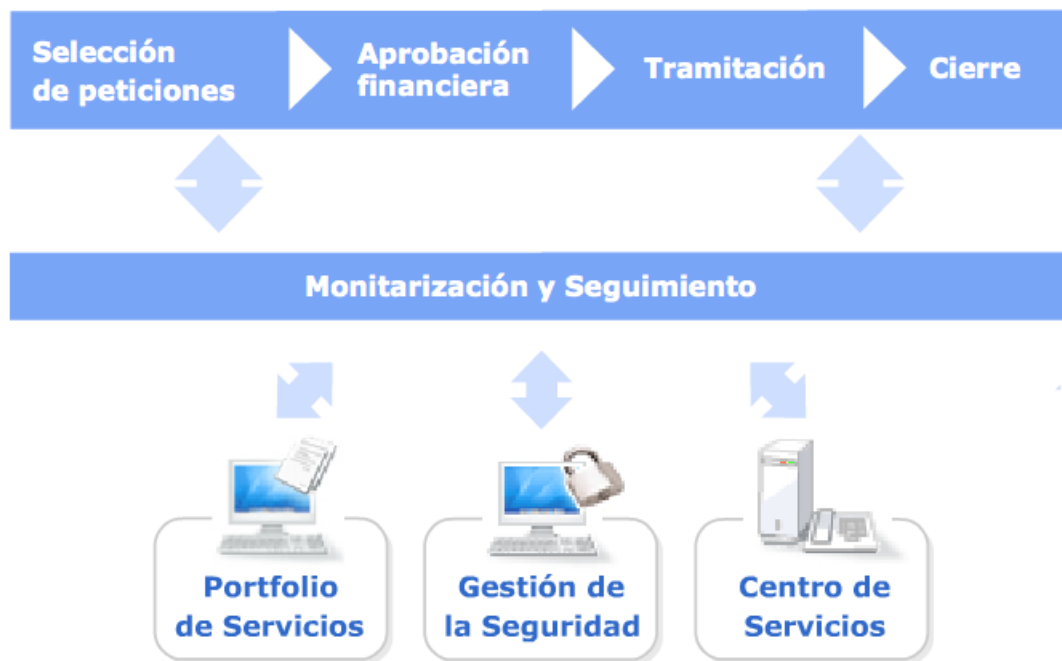 Selección
de peticiones
Aprobación
financiera
Tramitación
Cierre
Monitarización y Seguimiento
Portfolio
de Servicios
Gestión de
la Seguridad
Centro de
Servicios